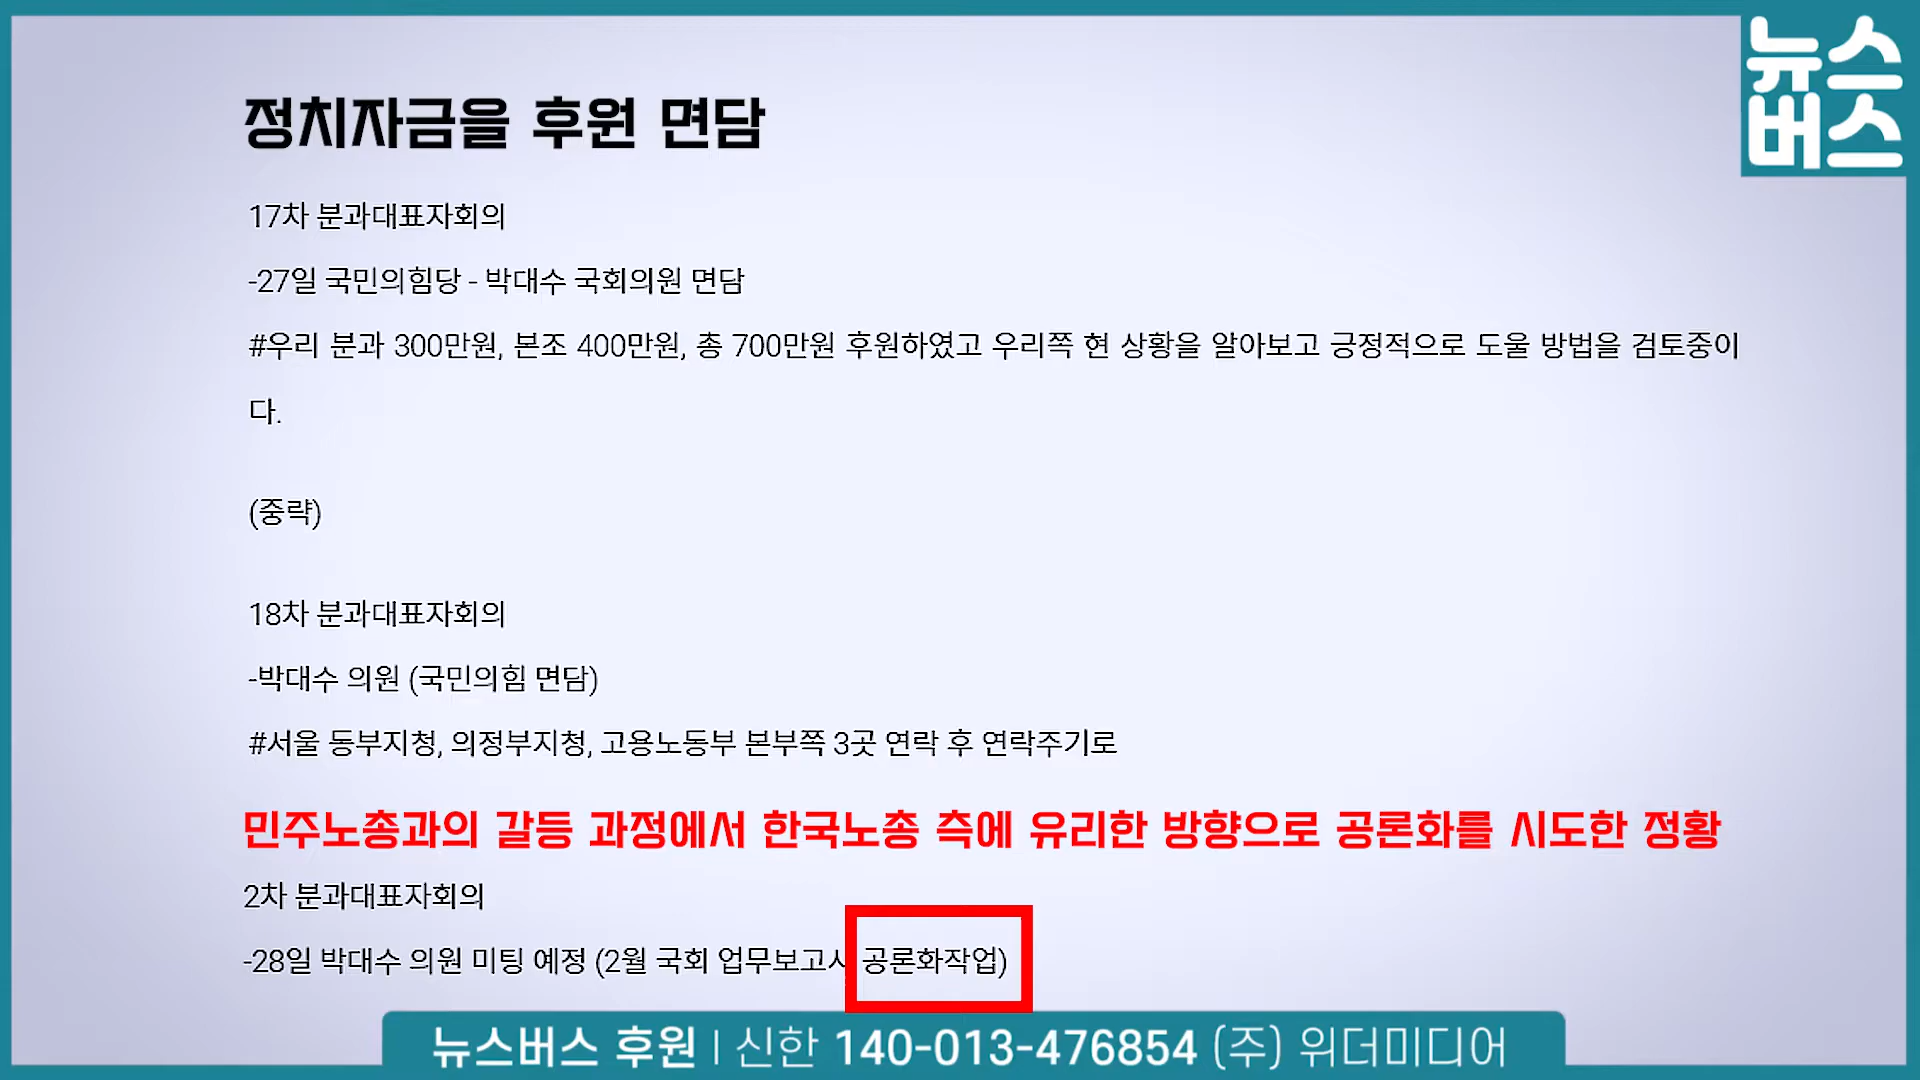 뉴스
버스
정치자금을 후원 면담
17차 분과대표자회의
-27일 국민의힘당 - 박대수 국회의원 면담
#우리 분과 300만원, 본조 400만원, 총 700만원 후원하였고 우리쪽 현 상황을 알아보고 긍정적으로 도울 방법을 검토중이
다.
(중략)
18차 분과대표자회의
-박대수 의원 (국민의힘 면담)
#서울 동부지청, 의정부지청, 고용노동부 본부쪽 3곳 연락 후 연락주기로
민주노총과의 갈등 과정에서 한국노총 측에 유리한 방향으로 공론화를 시도한 정황
2차 분과대표자회의
-28일 박대수 의원 미팅 예정 (2월 국회 업무보고시 공론화작업)
뉴스버스 후원 | 신한 140-013-476854 (주) 위더미디어